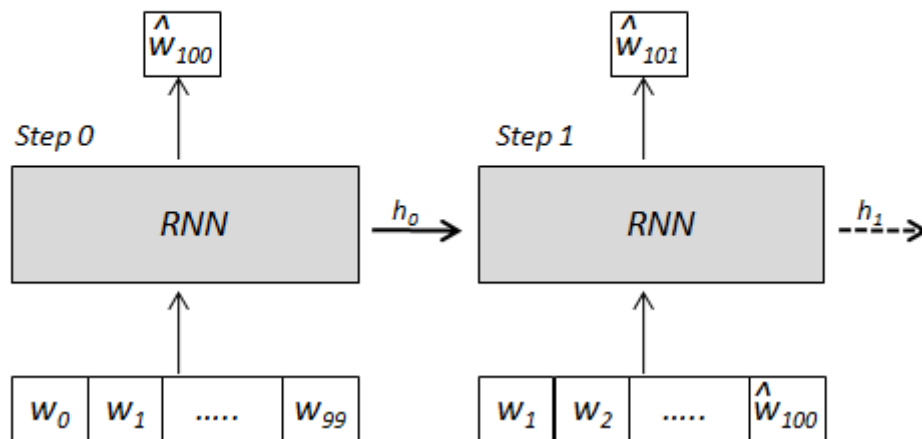 ŵ₁₀₀ ŵ₁₀₁
Step 0 Step 1
RNN h₀ RNN h₁
w₀ w₁ ..... w₉₉ w₁ w₂ ..... ŵ₁₀₀